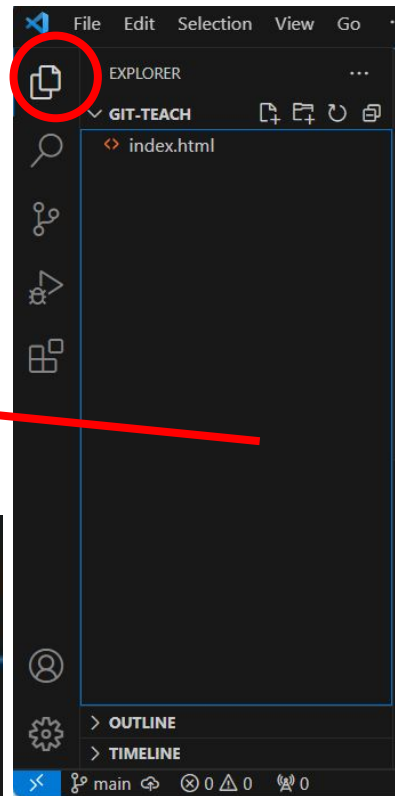 File Edit Selection View Go
EXPLORER ...
GIT-TEACH
index.html
OUTLINE
TIMELINE
main 0 0 0